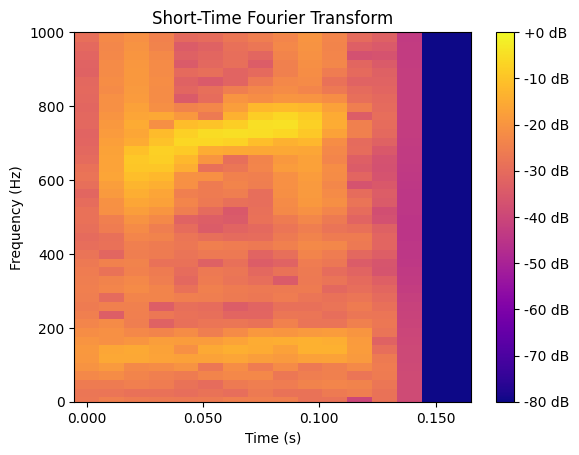 Short-Time Fourier Transform
Frequency (Hz)
1000
800
600
400
200
0
0.000
0.050
0.100
0.150
Time (s)
+0 dB
-10 dB
-20 dB
-30 dB
-40 dB
-50 dB
-60 dB
-70 dB
-80 dB